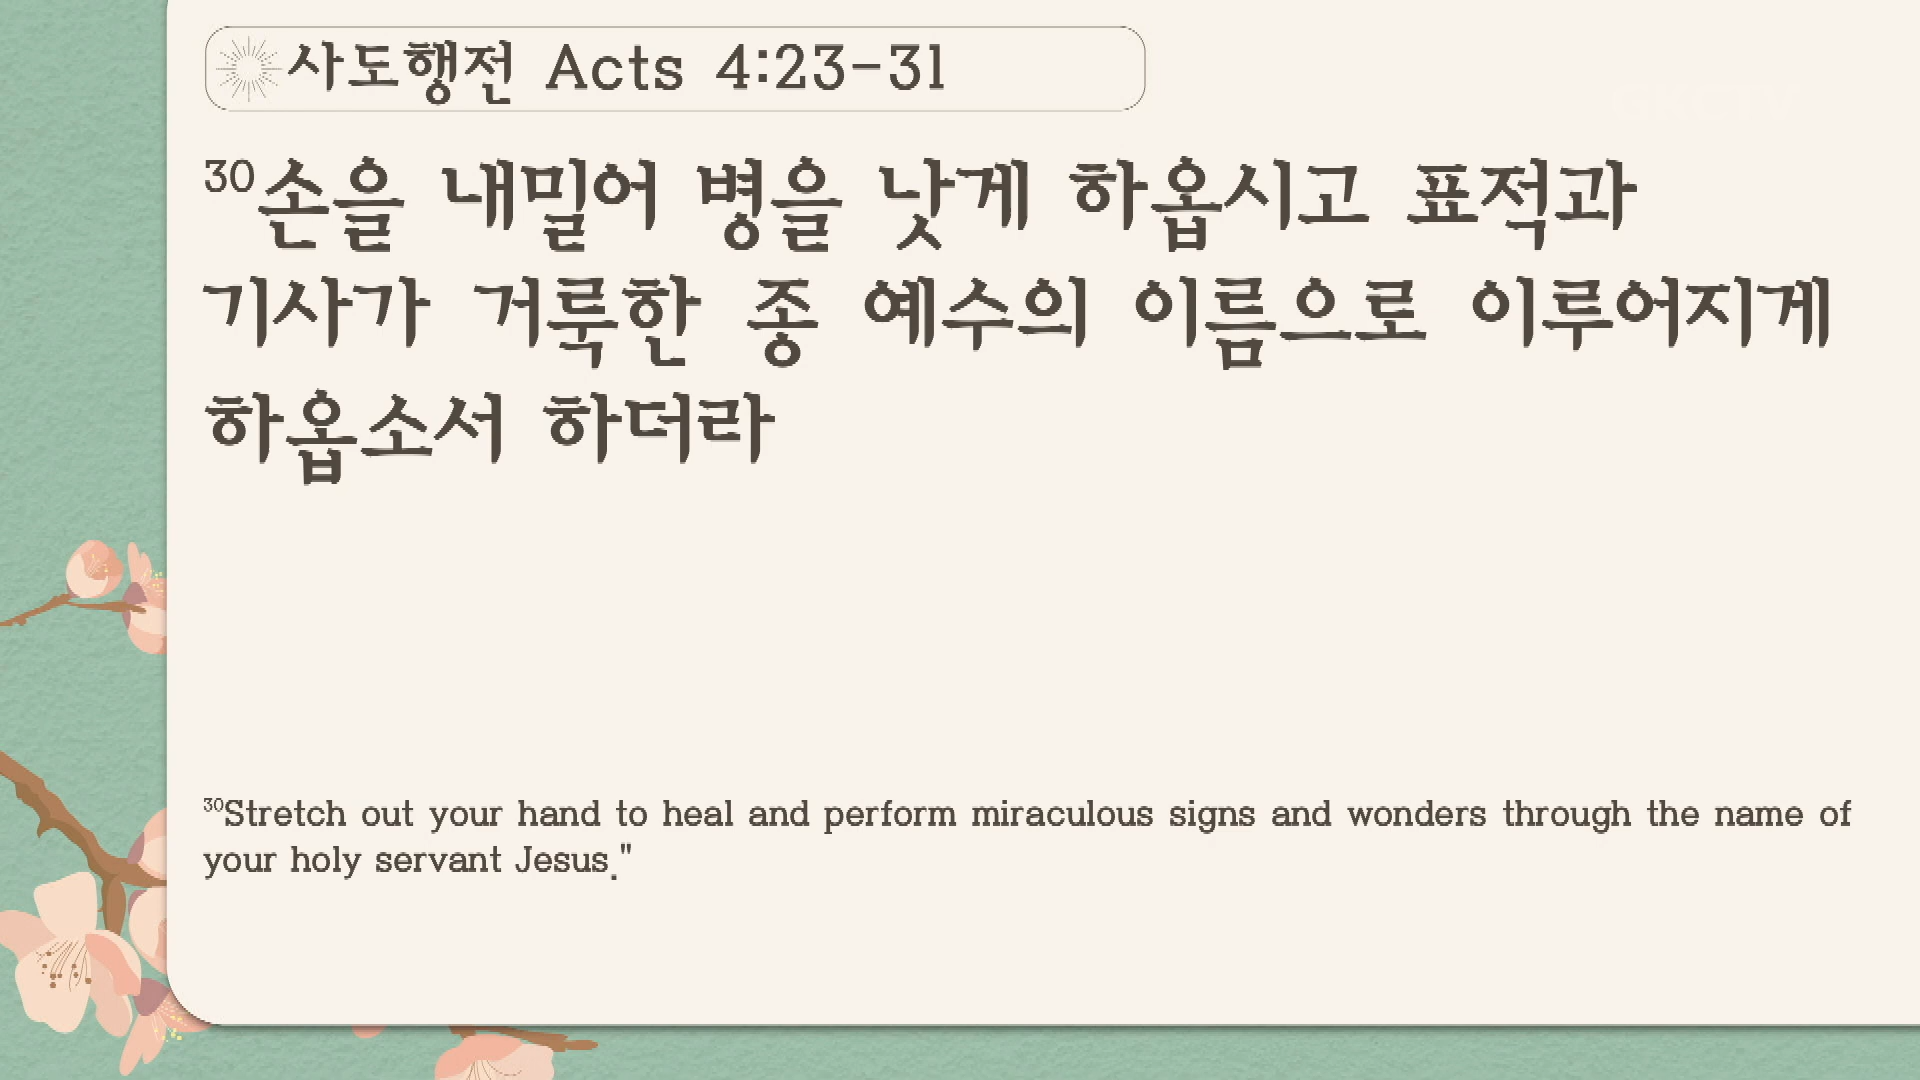 사도행전 Acts 4:23-31
GKCTV
30손을 내밀어 병을 낫게 하옵시고 표적과
기사가 거룩한 종 예수의 이름으로 이루어지게
하옵소서 하더라
30Stretch out your hand to heal and perform miraculous signs and wonders through the name of
your holy servant Jesus."